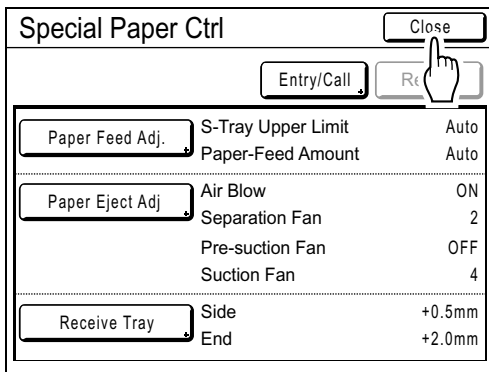 Special Paper Ctrl Close
Entry/Call
Paper Feed Adj. S-Tray Upper Limit Auto
Paper-Feed Amount Auto
Paper Eject Adj Air Blow ON
Separation Fan 2
Pre-suction Fan OFF
Suction Fan 4
Receive Tray Side +0.5mm
End +2.0mm